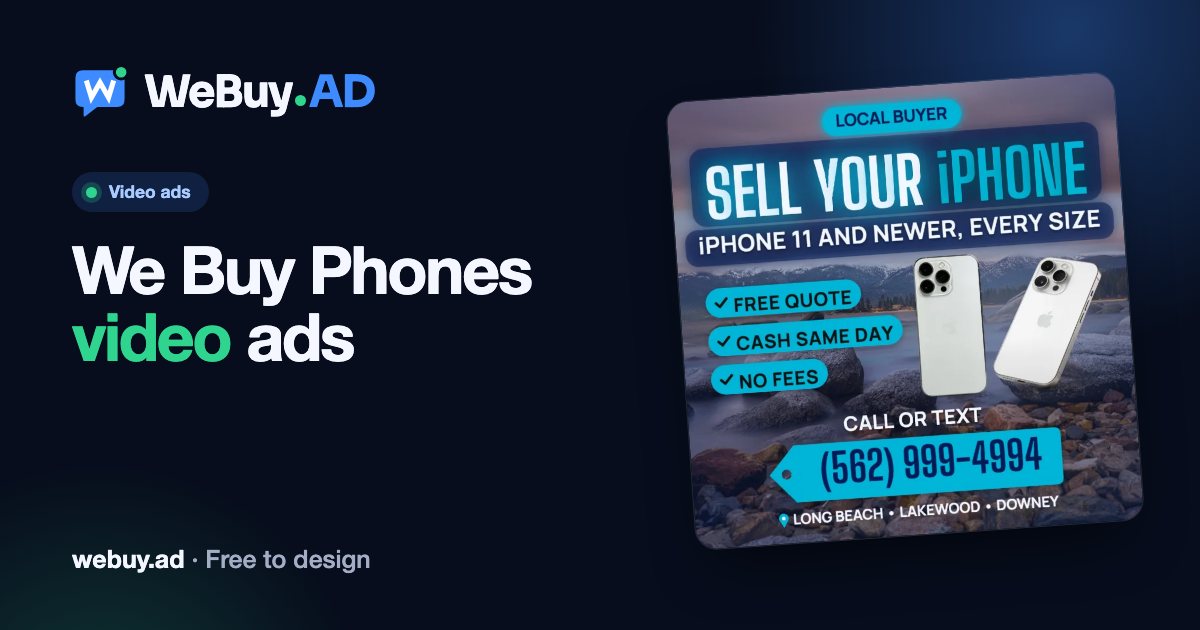 WeBuy.AD
Video ads
We Buy Phones
video ads
webuy.ad · Free to design
LOCAL BUYER
SELL YOUR iPHONE
iPHONE 11 AND NEWER, EVERY SIZE
✓ FREE QUOTE
✓ CASH SAME DAY
✓ NO FEES
CALL OR TEXT
(562) 999-4994
LONG BEACH • LAKEWOOD • DOWNEY